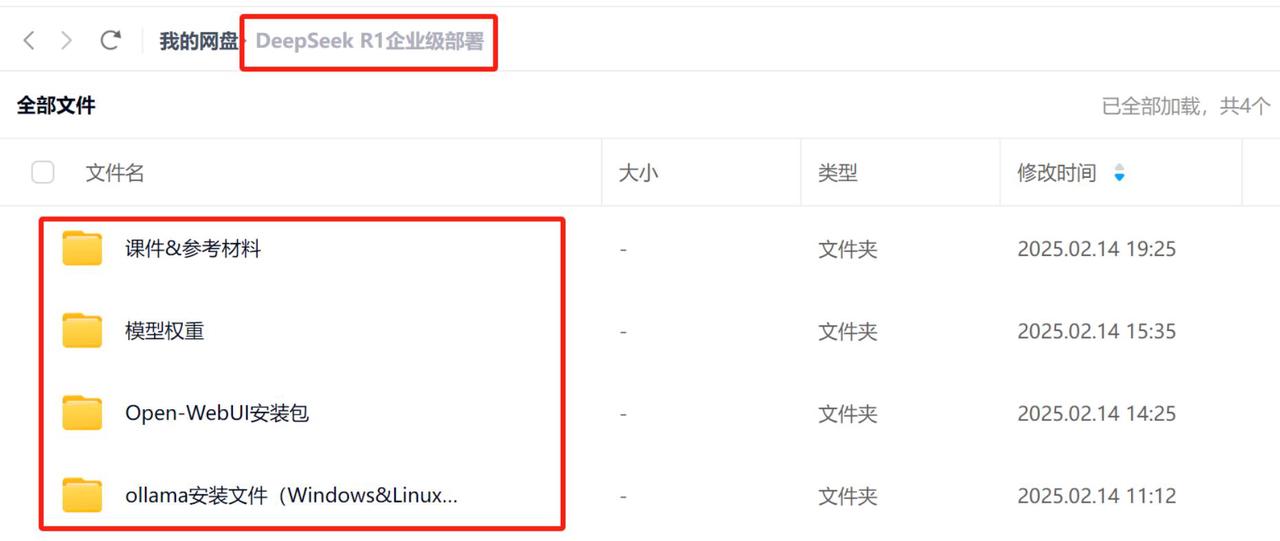 我的网盘 DeepSeek R1企业级部署
全部文件 已全部加载，共4个
文件名 大小 类型 修改时间
课件&参考材料 - 文件夹 2025.02.14 19:25
模型权重 - 文件夹 2025.02.14 15:35
Open-WebUI安装包 - 文件夹 2025.02.14 14:25
ollama安装文件（Windows&Linux... - 文件夹 2025.02.14 11:12